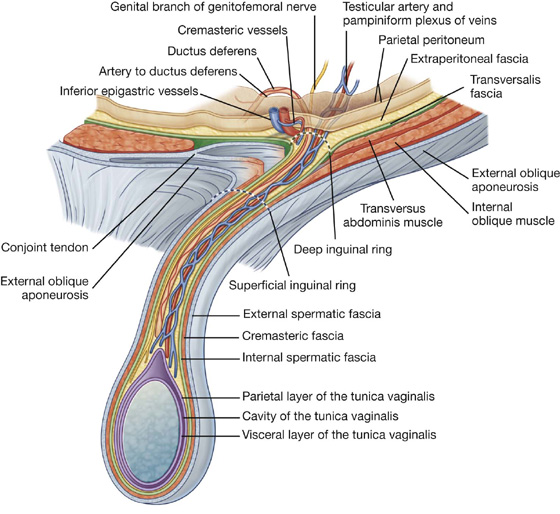 Genital branch of genitofemoral nerve
Cremasteric vessels
Ductus deferens
Artery to ductus deferens
Inferior epigastric vessels
Testicular artery and
pampiniform plexus of veins
Parietal peritoneum
Extraperitoneal fascia
Transversalis
fascia
External oblique
aponeurosis
Internal
oblique muscle
Transversus
abdominis muscle
Deep inguinal ring
Superficial inguinal ring
Conjoint tendon
External oblique
aponeurosis
External spermatic fascia
Cremasteric fascia
Internal spermatic fascia
Parietal layer of the tunica vaginalis
Cavity of the tunica vaginalis
Visceral layer of the tunica vaginalis